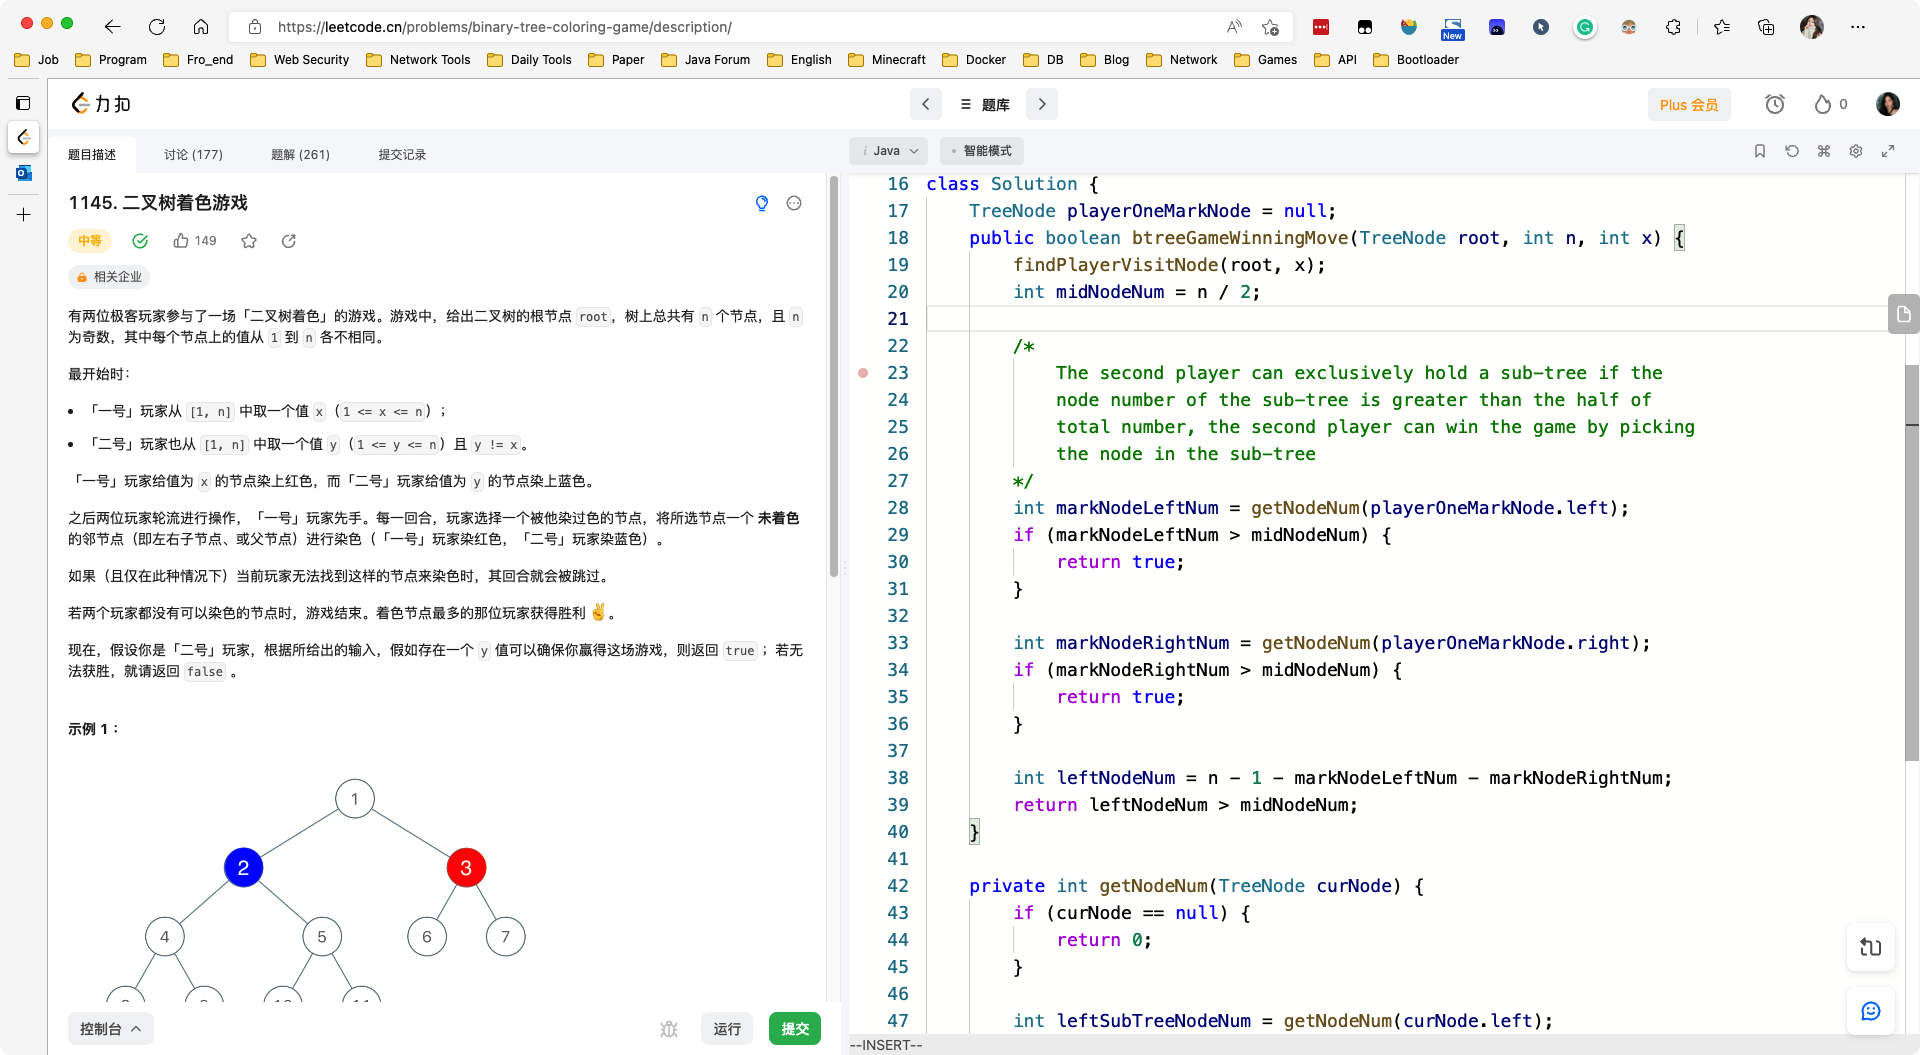 https://leetcode.cn/problems/binary-tree-coloring-game/description/
New
Job Program Fro_end Web Security Network Tools Daily Tools Paper Java Forum English Minecraft Docker DB Blog Network Games API Bootloader
力扣
题库
Plus 会员
0
题目描述 讨论 (177) 题解 (261) 提交记录
1145. 二叉树着色游戏
中等 149
相关企业
有两位极客玩家参与了一场「二叉树着色」的游戏。游戏中，给出二叉树的根节点 root，树上总共有 n 个节点，且 n
为奇数，其中每个节点上的值从 1 到 n 各不相同。
最开始时：
• 「一号」玩家从 [1, n] 中取一个值 x（1 <= x <= n）；
• 「二号」玩家也从 [1, n] 中取一个值 y（1 <= y <= n）且 y != x。
「一号」玩家给值为 x 的节点染上红色，而「二号」玩家给值为 y 的节点染上蓝色。
之后两位玩家轮流进行操作，「一号」玩家先手。每一回合，玩家选择一个被他染过色的节点，将所选节点一个 未着色
的邻节点（即左右子节点、或父节点）进行染色（「一号」玩家染红色，「二号」玩家染蓝色）。
如果（且仅在此种情况下）当前玩家无法找到这样的节点来染色时，其回合就会被跳过。
若两个玩家都没有可以染色的节点时，游戏结束。着色节点最多的那位玩家获得胜利 ✌️。
现在，假设你是「二号」玩家，根据所给出的输入，假如存在一个 y 值可以确保你赢得这场游戏，则返回 true ；若无
法获胜，就请返回 false 。
示例 1：
1
2 3
4 5 6 7
控制台
运行
提交
i Java
智能模式
16 class Solution {
17 TreeNode playerOneMarkNode = null;
18 public boolean btreeGameWinningMove(TreeNode root, int n, int x) {
19 findPlayerVisitNode(root, x);
20 int midNodeNum = n / 2;
21
22 /*
23 The second player can exclusively hold a sub-tree if the
24 node number of the sub-tree is greater than the half of
25 total number, the second player can win the game by picking
26 the node in the sub-tree
27 */
28 int markNodeLeftNum = getNodeNum(playerOneMarkNode.left);
29 if (markNodeLeftNum > midNodeNum) {
30 return true;
31 }
32
33 int markNodeRightNum = getNodeNum(playerOneMarkNode.right);
34 if (markNodeRightNum > midNodeNum) {
35 return true;
36 }
37
38 int leftNodeNum = n - 1 - markNodeLeftNum - markNodeRightNum;
39 return leftNodeNum > midNodeNum;
40 }
41
42 private int getNodeNum(TreeNode curNode) {
43 if (curNode == null) {
44 return 0;
45 }
46
47 int leftSubTreeNodeNum = getNodeNum(curNode.left);
--INSERT--